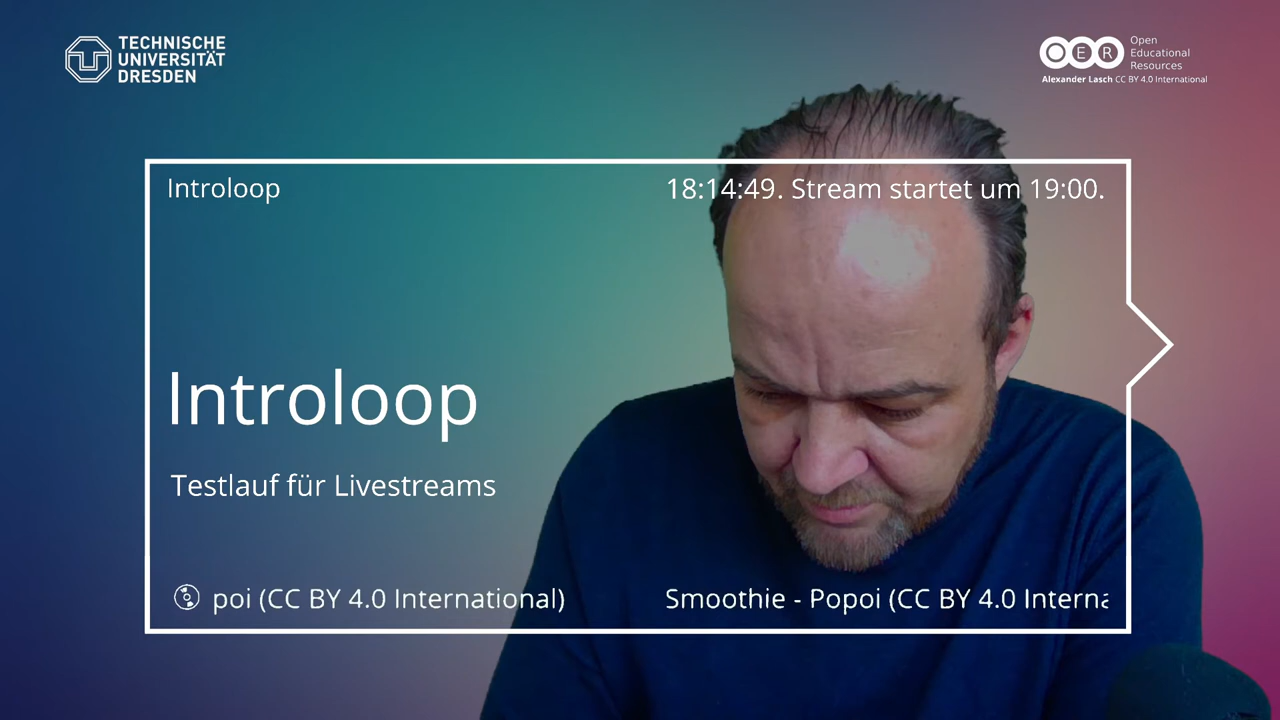 TECHNISCHE
UNIVERSITÄT
DRESDEN
OER
Open
Educational
Resources
Alexander Lasch CC BY 4.0 International
Introloop
18:14:49. Stream startet um 19:00.
Introloop
Testlauf für Livestreams
poi (CC BY 4.0 International)
Smoothie - Popoi (CC BY 4.0 Interna